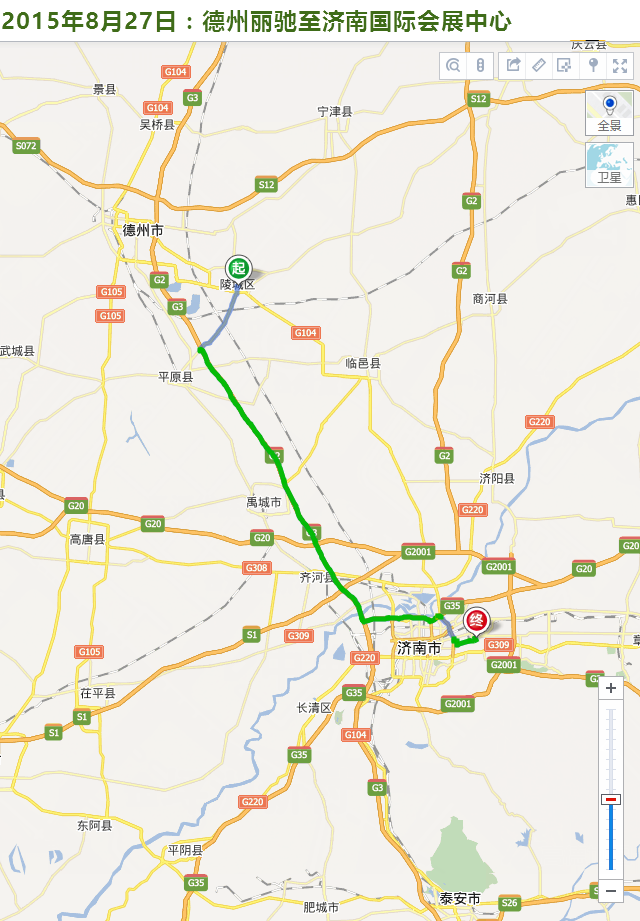 2015年8月27日：德州丽驰至济南国际会展中心
庆云县
景县
G104
G3
S12
全景
G104
吴桥县
宁津县
S072
卫星
S12
惠
G2
德州市
起
G2
G2
陵城区
G105
G3
商河县
G105
G104
武城县
临邑县
平原县
G220
G2
济阳县
禹城市
G20
G220
G20
G3
高唐县
G20
G2001
G20
G308
G2001
G20
齐河县
G35
终
S1
G309
G309
济南市
G105
G220
G2001
茌平县
G35
长清区
G2001
S1
S1
G104
G35
G3
G220
东阿县
平阴县
G35
泰安市
S26
肥城市